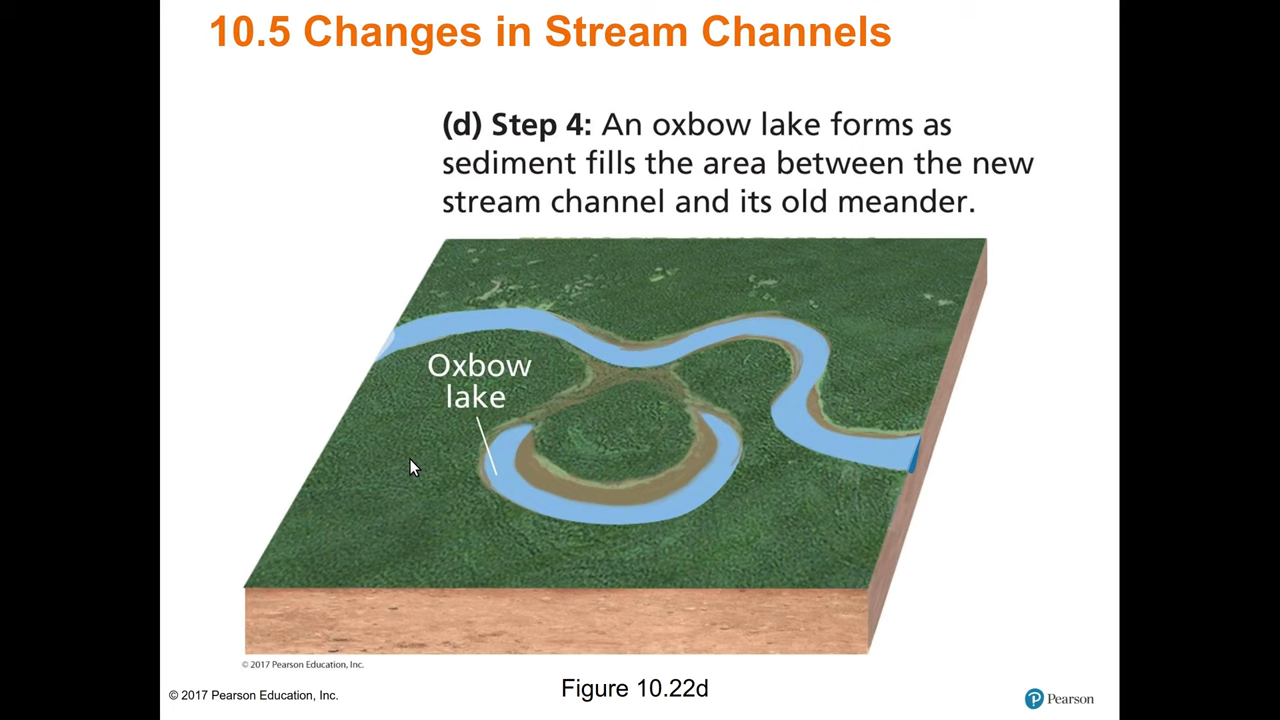 10.5 Changes in Stream Channels
(d) Step 4: An oxbow lake forms as
sediment fills the area between the new
stream channel and its old meander.
Oxbow
lake
© 2017 Pearson Education, Inc.
© 2017 Pearson Education, Inc.
Figure 10.22d
Pearson